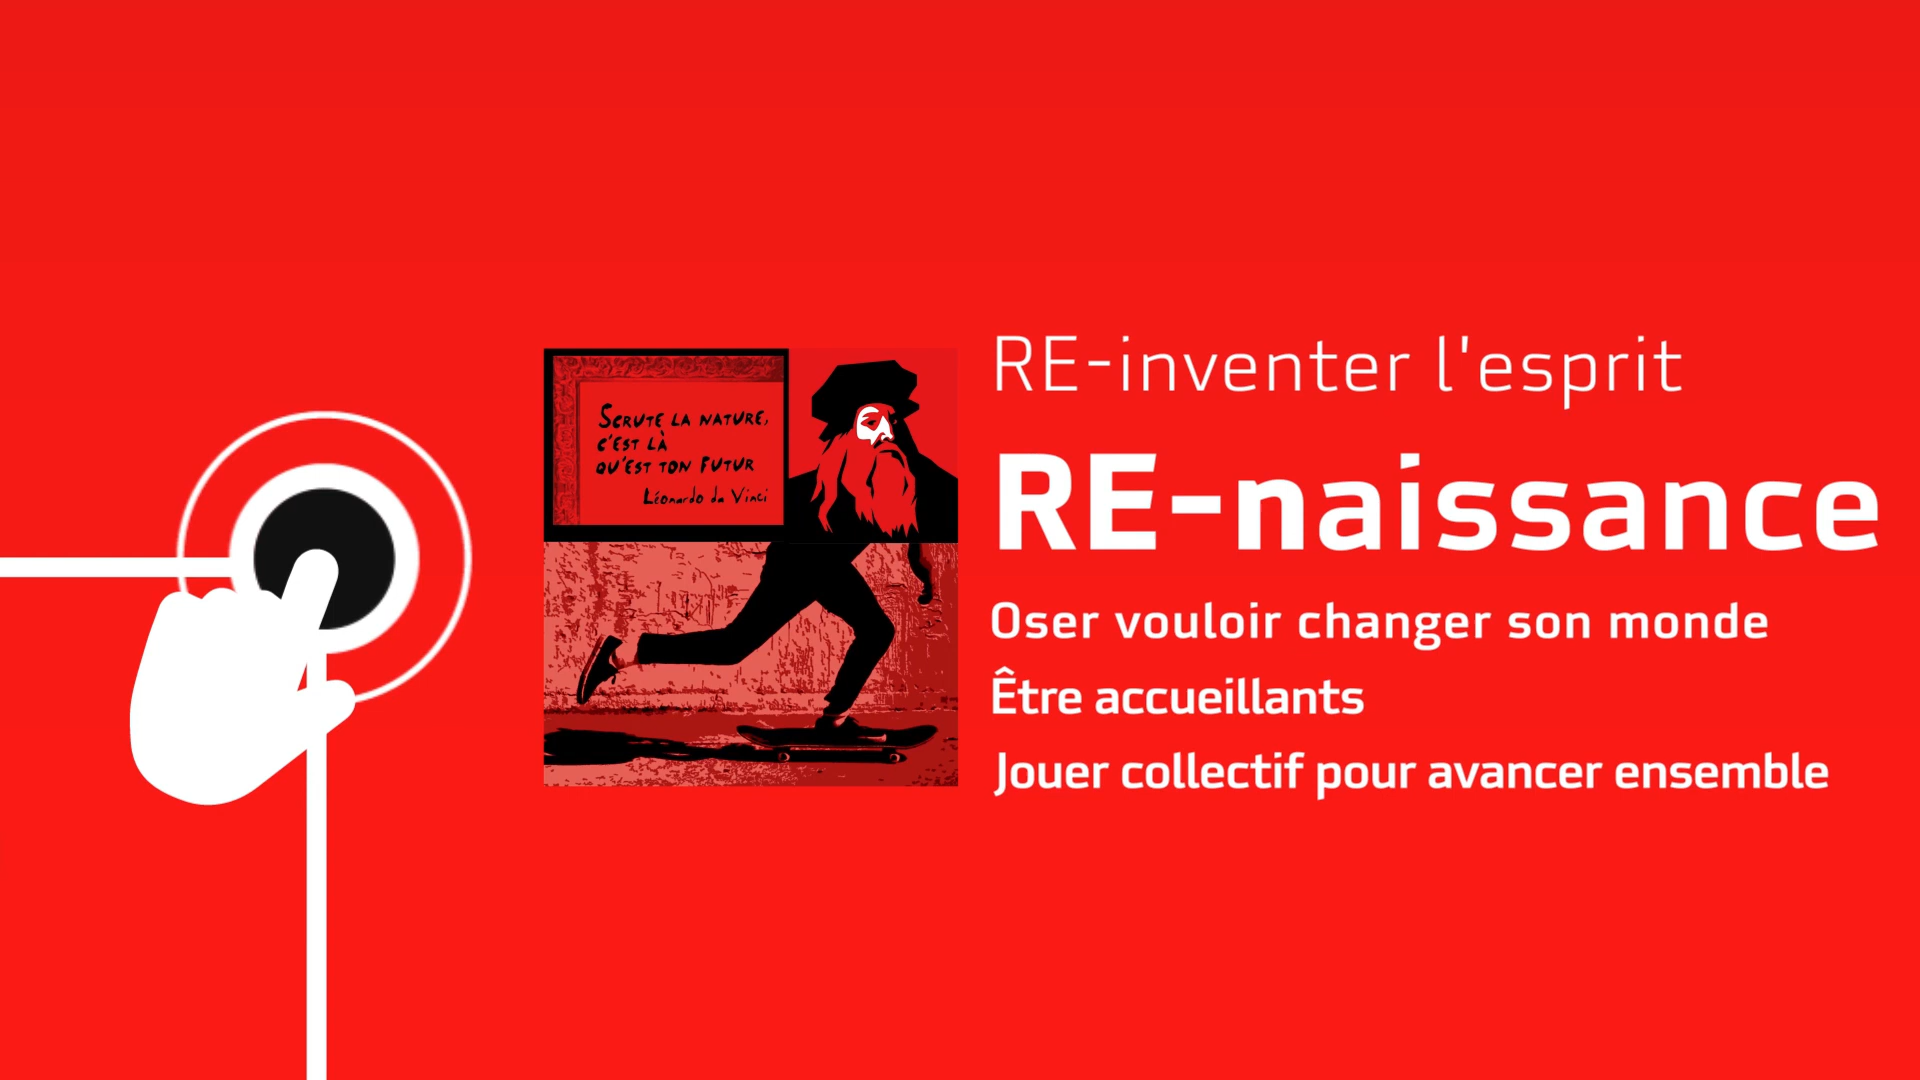 SCRUTE LA NATURE,
C'EST LÀ
QU'EST TON FUTUR
Léonardo da Vinci
RE-inventer l'esprit
RE-naissance
Oser vouloir changer son monde
Être accueillants
Jouer collectif pour avancer ensemble